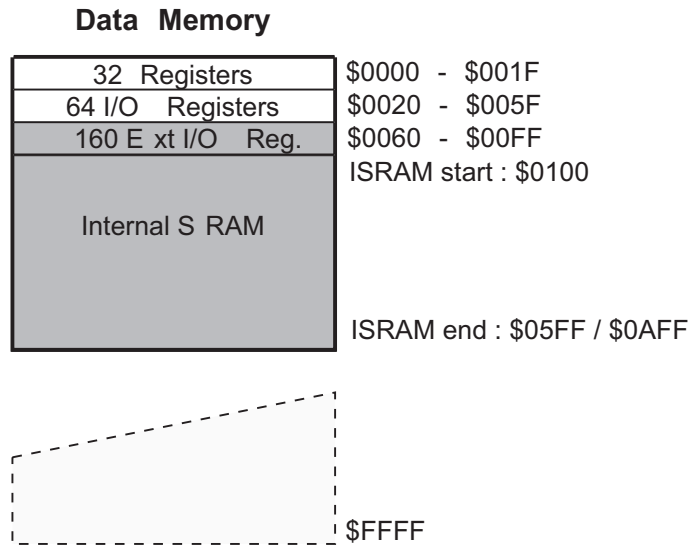 Data Memory
32 Registers $0000 - $001F
64 I/O Registers $0020 - $005F
160 E xt I/O Reg. $0060 - $00FF
ISRAM start : $0100
Internal S RAM
ISRAM end : $05FF / $0AFF
$FFFF